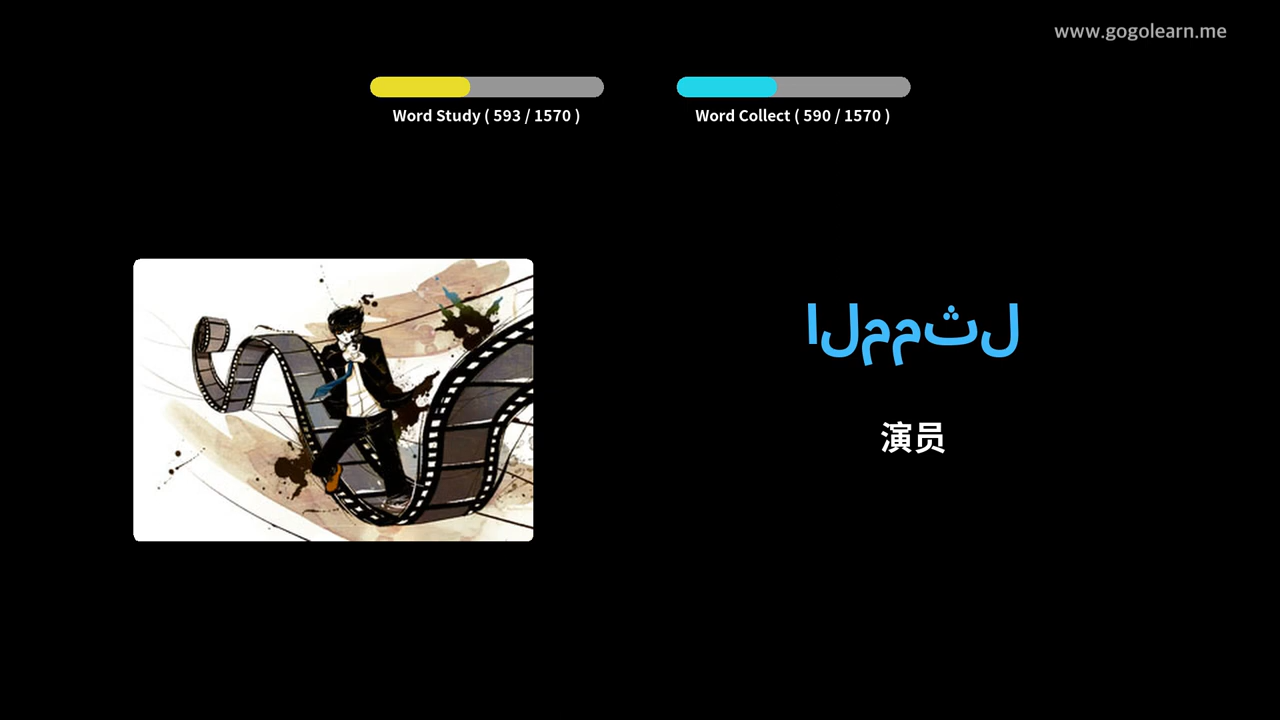 www.gogolearn.me
Word Study ( 593 / 1570 )
Word Collect ( 590 / 1570 )
الممثل
演员